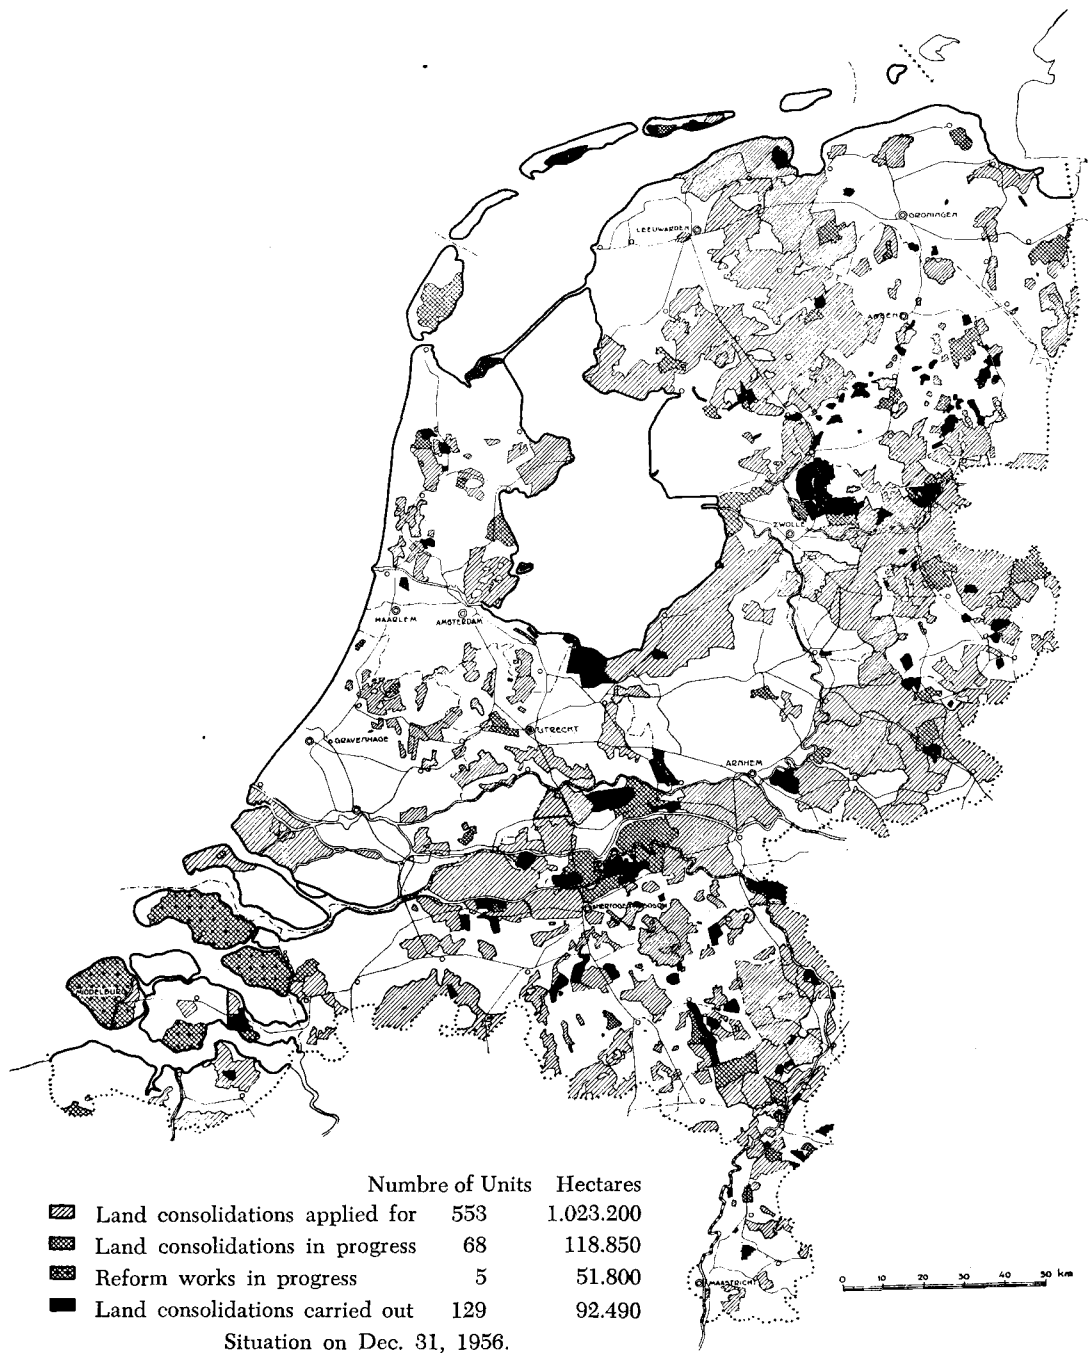 GRONINGEN
LEEUWARDEN
ASSEN
ZWOLLE
HAARLEM
AMSTERDAM
UTRECHT
GRAVENHAGE
ARNHEM
MIDDELBURG
MAASTRICHT
0 10 20 30 40 50 km
Numbre of Units Hectares
Land consolidations applied for 553 1.023.200
Land consolidations in progress 68 118.850
Reform works in progress 5 51.800
Land consolidations carried out 129 92.490
Situation on Dec. 31, 1956.